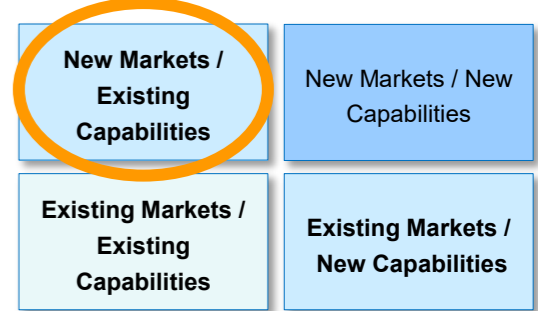 New Markets /
Existing
Capabilities
New Markets / New
Capabilities
Existing Markets /
Existing
Capabilities
Existing Markets /
New Capabilities